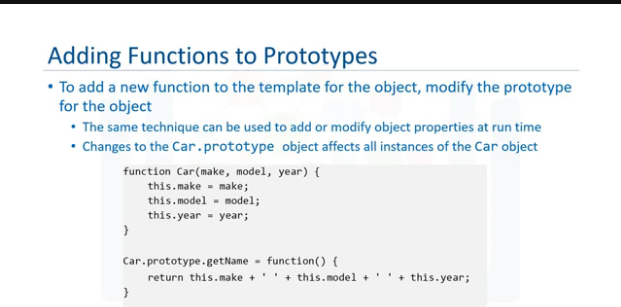 Adding Functions to Prototypes
• To add a new function to the template for the object, modify the prototype
for the object
• The same technique can be used to add or modify object properties at run time
• Changes to the Car.prototype object affects all instances of the Car object
function Car(make, model, year) {
    this.make = make;
    this.model = model;
    this.year = year;
}
Car.prototype.getName = function() {
    return this.make + ' ' + this.model + ' ' + this.year;
}